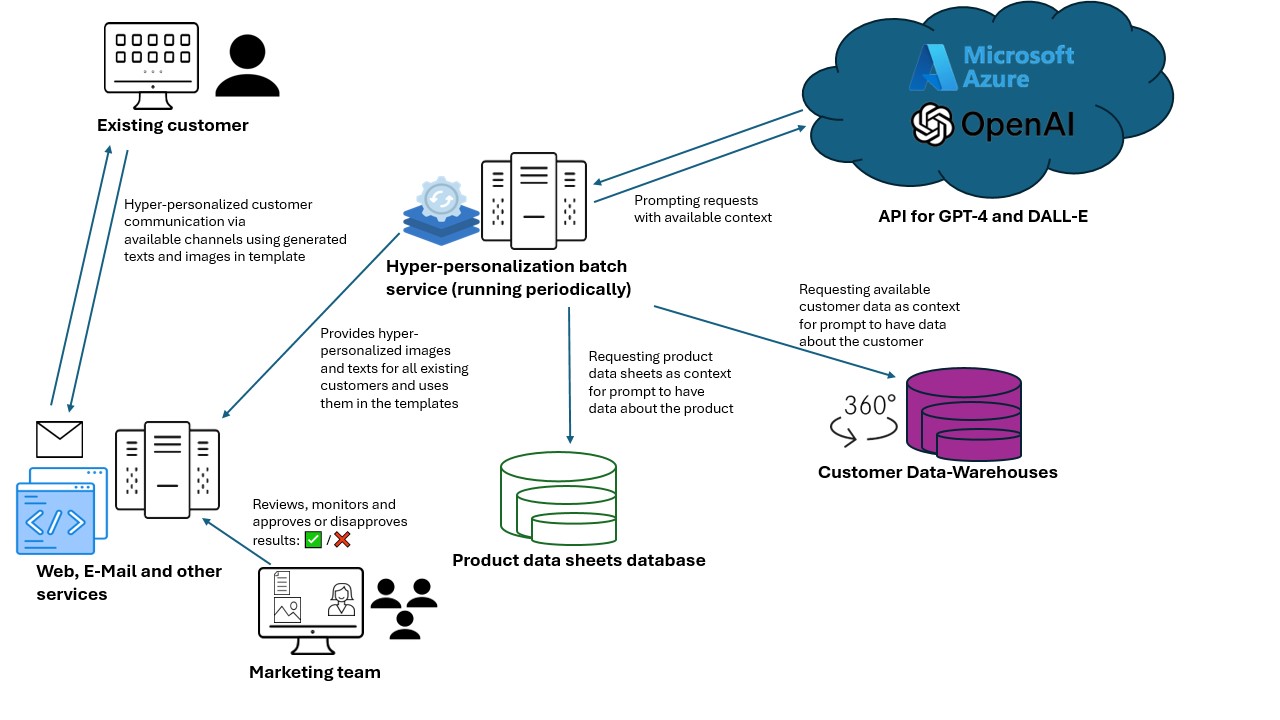 Microsoft
Azure
OpenAI
API for GPT-4 and DALL-E
Existing customer
Hyper-personalized customer
communication via
available channels using generated
texts and images in template
Prompting requests
with available context
Hyper-personalization batch
service (running periodically)
Requesting available
customer data as context
for prompt to have data
about the customer
Provides hyper-
personalized images
and texts for all existing
customers and uses
them in the templates
Requesting product
data sheets as context
for prompt to have
data about the product
360°
Customer Data-Warehouses
Reviews, monitors and
approves or disapproves
results: ✅ / ❌
Product data sheets database
</>
Web, E-Mail and other
services
Marketing team